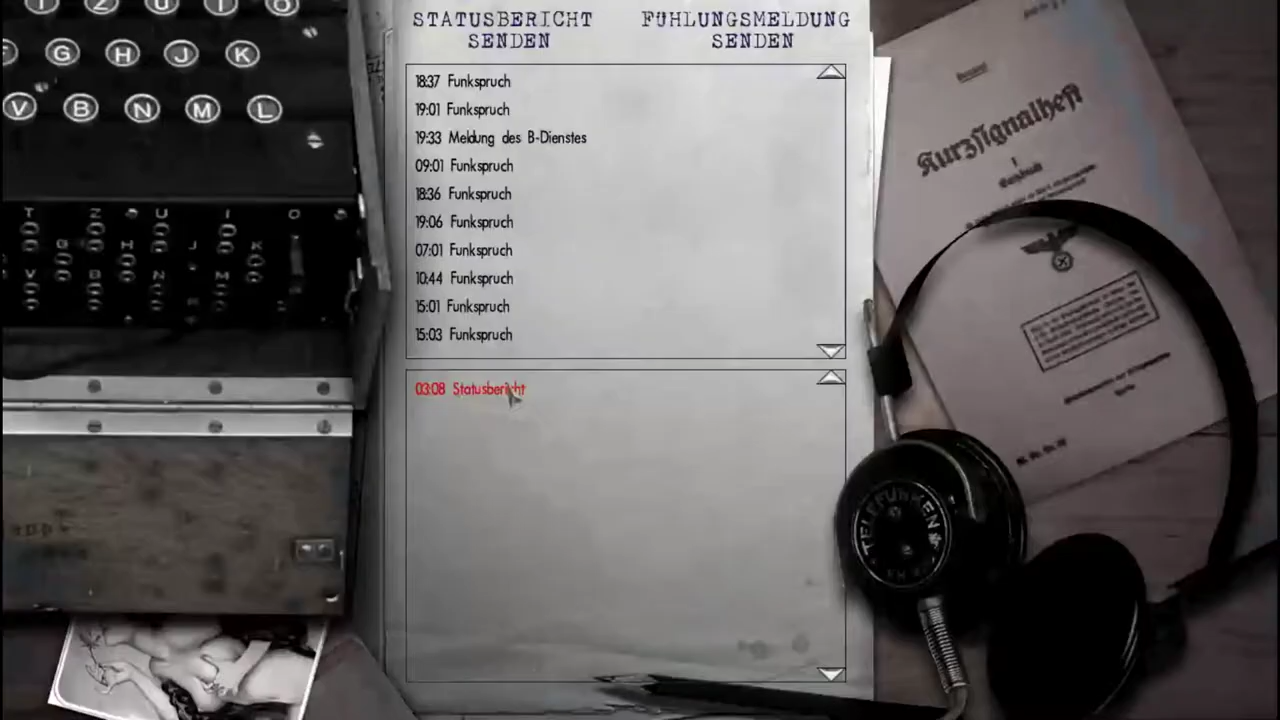 STATUSBERICHT
SENDEN
FÜHLUNGSMELDUNG
SENDEN
18:37 Funkspruch
19:01 Funkspruch
19:33 Meldung des B-Dienstes
09:01 Funkspruch
18:36 Funkspruch
19:06 Funkspruch
07:01 Funkspruch
10:44 Funkspruch
15:01 Funkspruch
15:03 Funkspruch
03:08 Statusbericht
T Z U I O
G H J K
V B N M L
T Z U I O
G H J K
V B N M
Kurzsignalheft
TELEFUNKEN